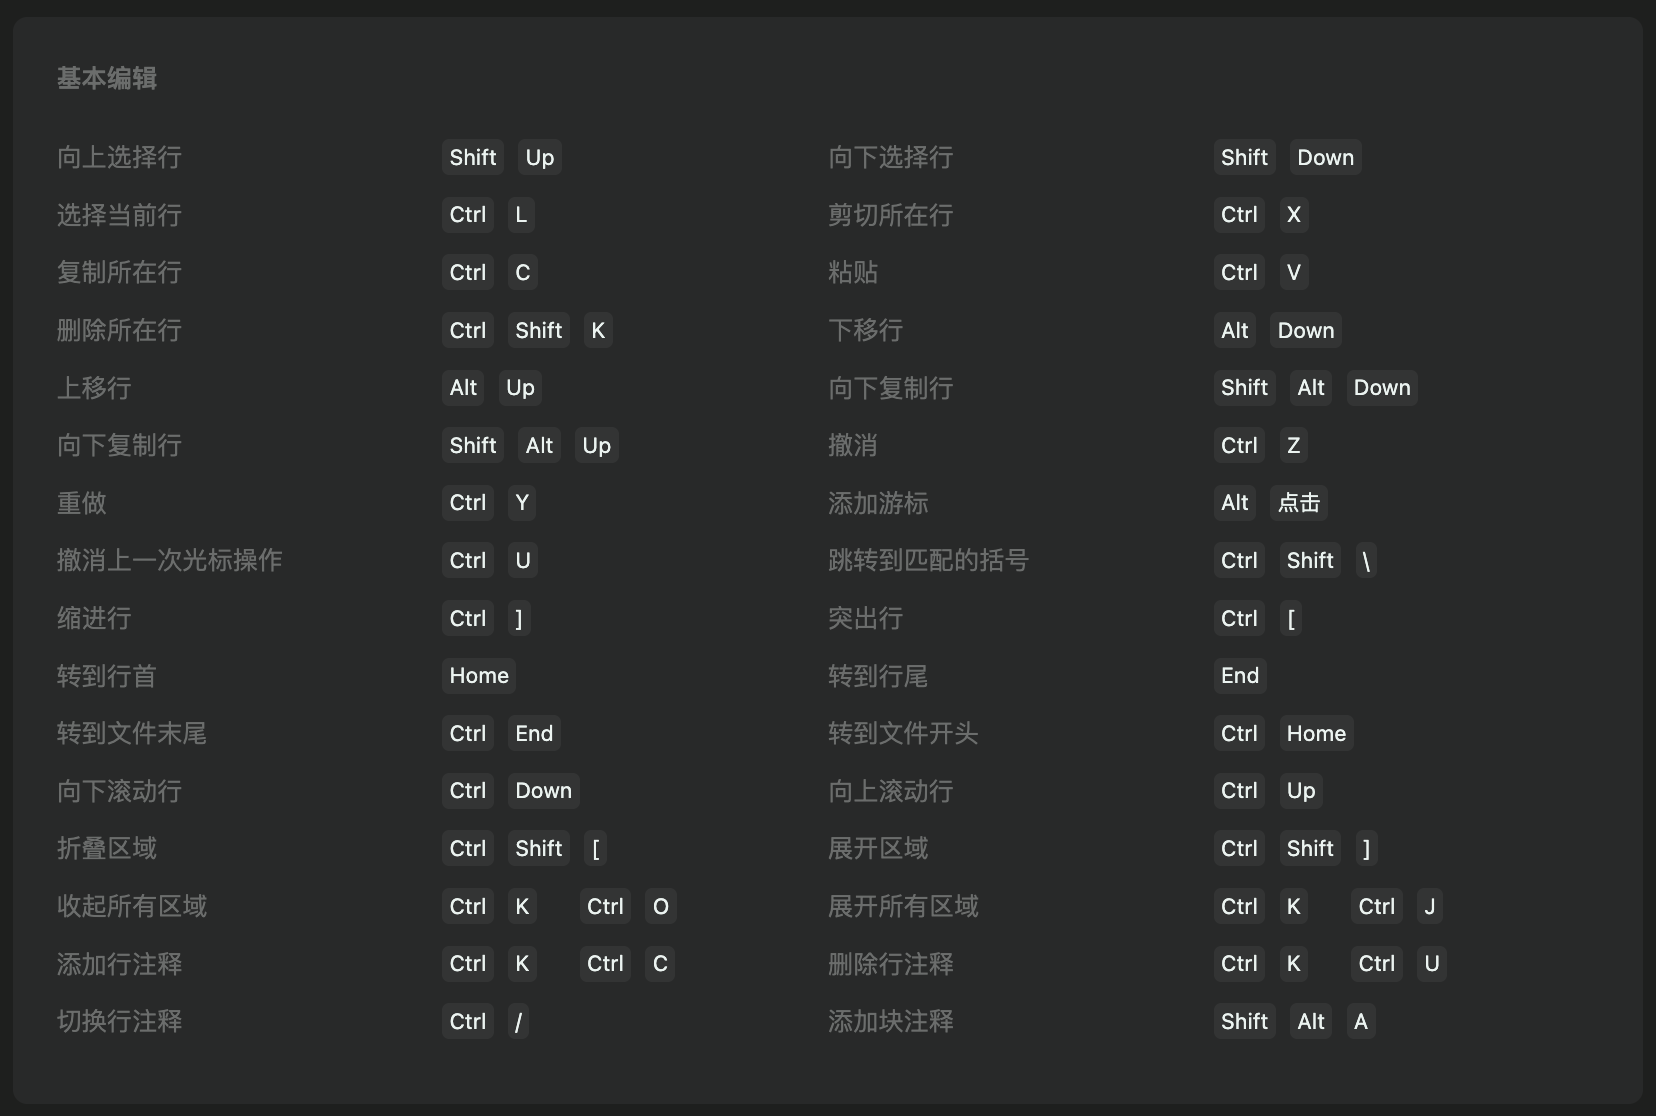 基本编辑
向上选择行 Shift Up 向下选择行 Shift Down
选择当前行 Ctrl L 剪切所在行 Ctrl X
复制所在行 Ctrl C 粘贴 Ctrl V
删除所在行 Ctrl Shift K 下移行 Alt Down
上移行 Alt Up 向下复制行 Shift Alt Down
向下复制行 Shift Alt Up 撤消 Ctrl Z
重做 Ctrl Y 添加游标 Alt 点击
撤消上一次光标操作 Ctrl U 跳转到匹配的括号 Ctrl Shift \
缩进行 Ctrl ] 突出行 Ctrl [
转到行首 Home 转到行尾 End
转到文件末尾 Ctrl End 转到文件开头 Ctrl Home
向下滚动行 Ctrl Down 向上滚动行 Ctrl Up
折叠区域 Ctrl Shift [ 展开区域 Ctrl Shift ]
收起所有区域 Ctrl K Ctrl O 展开所有区域 Ctrl K Ctrl J
添加行注释 Ctrl K Ctrl C 删除行注释 Ctrl K Ctrl U
切换行注释 Ctrl / 添加块注释 Shift Alt A